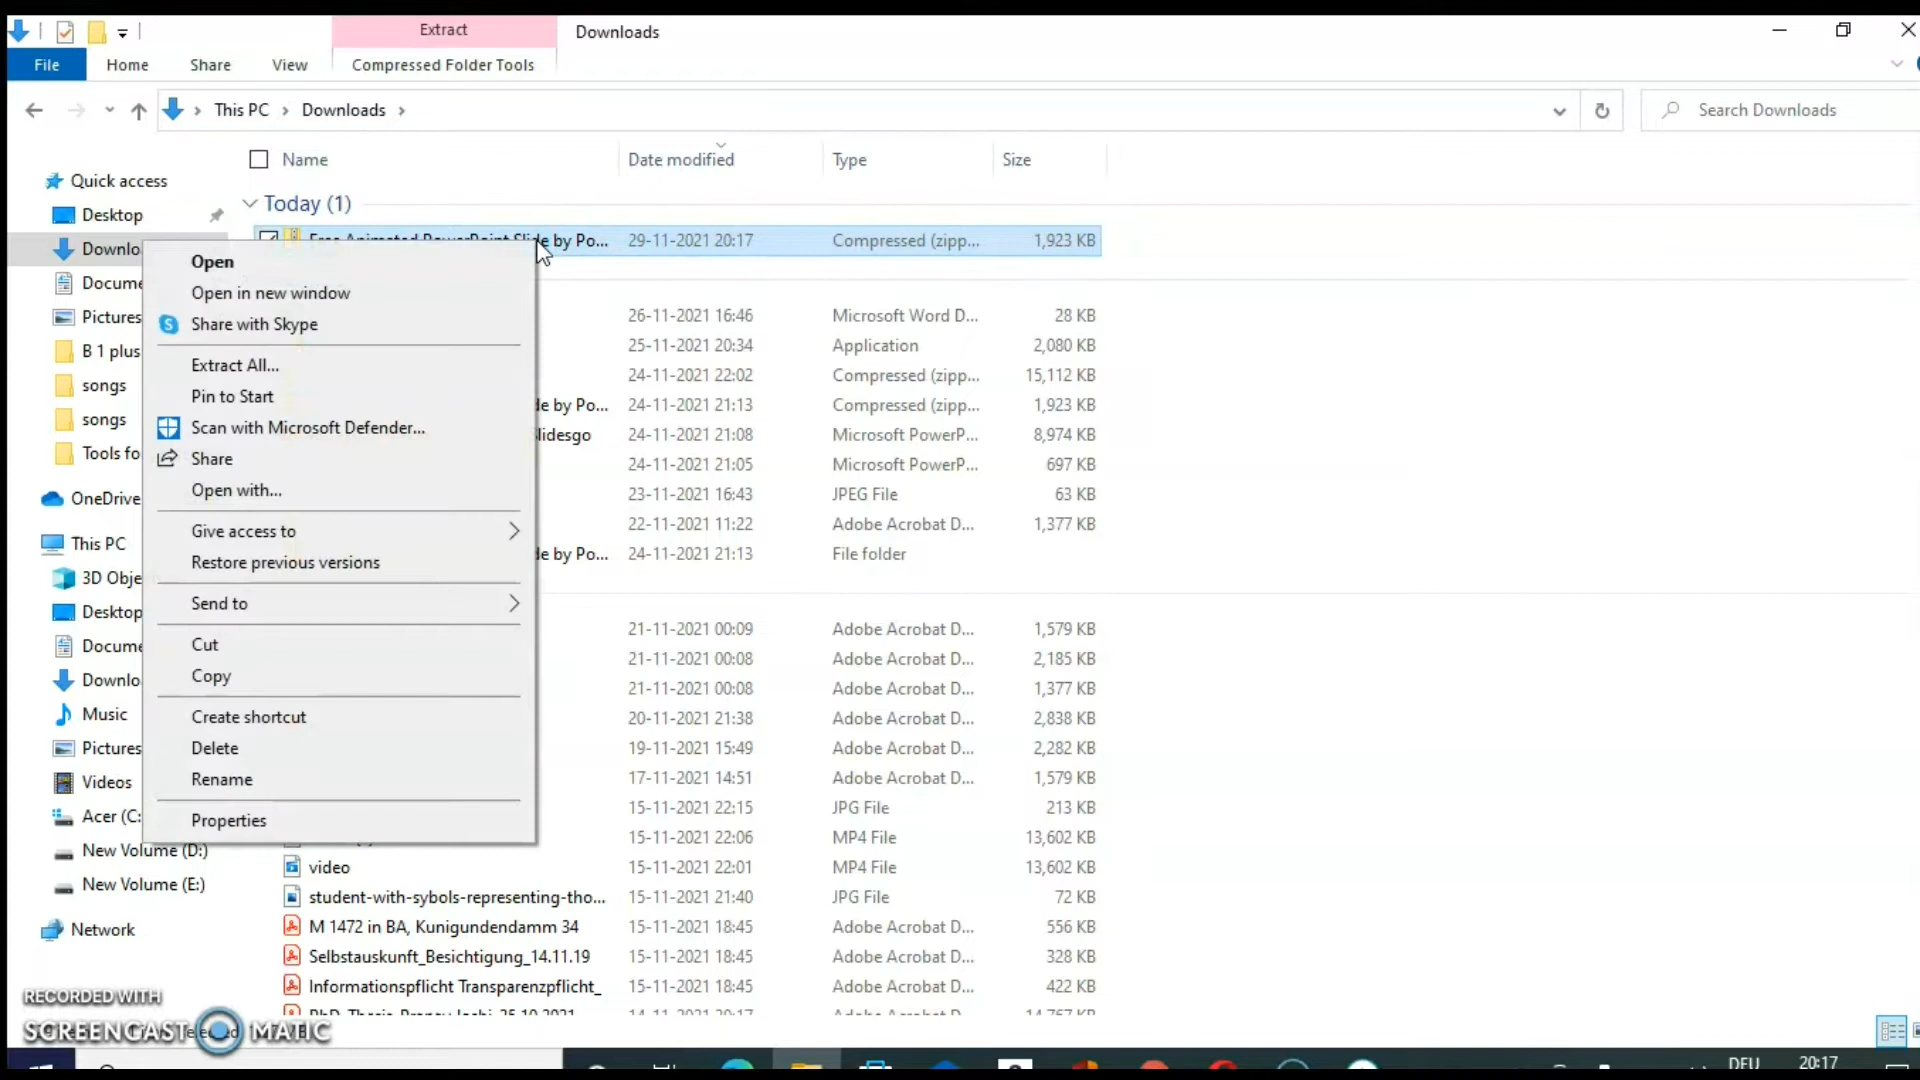 Extract
Downloads
File
Home
Share
View
Compressed Folder Tools
This PC
Downloads
Search Downloads
Name
Date modified
Type
Size
Quick access
Desktop
Downlo
Docume
Pictures
B 1 plus
songs
songs
Tools fo
OneDrive
This PC
3D Obje
Desktop
Docume
Downlo
Music
Pictures
Videos
Acer (C:
New Volume (D:)
New Volume (E:)
Network
Today (1)
Free Animated PowerPoint Slide by Po... 29-11-2021 20:17 Compressed (zipp... 1,923 KB
26-11-2021 16:46 Microsoft Word D... 28 KB
25-11-2021 20:34 Application 2,080 KB
24-11-2021 22:02 Compressed (zipp... 15,112 KB
de by Po... 24-11-2021 21:13 Compressed (zipp... 1,923 KB
lidesgo 24-11-2021 21:08 Microsoft PowerP... 8,974 KB
24-11-2021 21:05 Microsoft PowerP... 697 KB
23-11-2021 16:43 JPEG File 63 KB
22-11-2021 11:22 Adobe Acrobat D... 1,377 KB
de by Po... 24-11-2021 21:13 File folder
21-11-2021 00:09 Adobe Acrobat D... 1,579 KB
21-11-2021 00:08 Adobe Acrobat D... 2,185 KB
21-11-2021 00:08 Adobe Acrobat D... 1,377 KB
20-11-2021 21:38 Adobe Acrobat D... 2,838 KB
19-11-2021 15:49 Adobe Acrobat D... 2,282 KB
17-11-2021 14:51 Adobe Acrobat D... 1,579 KB
15-11-2021 22:15 JPG File 213 KB
15-11-2021 22:06 MP4 File 13,602 KB
video 15-11-2021 22:01 MP4 File 13,602 KB
student-with-sybols-representing-tho... 15-11-2021 21:40 JPG File 72 KB
M 1472 in BA, Kunigundendamm 34 15-11-2021 18:45 Adobe Acrobat D... 556 KB
Selbstauskunft_Besichtigung_14.11.19 15-11-2021 18:45 Adobe Acrobat D... 328 KB
Informationspflicht Transparenzpflicht_ 15-11-2021 18:45 Adobe Acrobat D... 422 KB
Open
Open in new window
Share with Skype
Extract All...
Pin to Start
Scan with Microsoft Defender...
Share
Open with...
Give access to
Restore previous versions
Send to
Cut
Copy
Create shortcut
Delete
Rename
Properties
RECORDED WITH
SCREENCAST MATIC
DEU
20:17